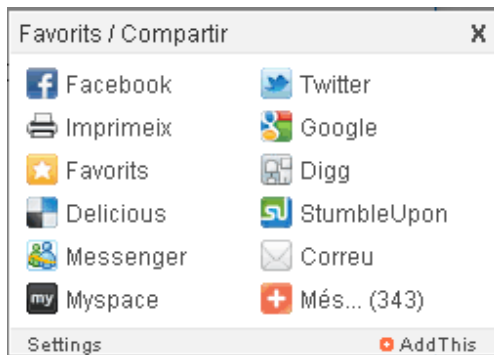 Favorits / Compartir X
Facebook Twitter
Imprimeix Google
Favorits Digg
Delicious StumbleUpon
Messenger Correu
my Myspace Més... (343)
Settings AddThis